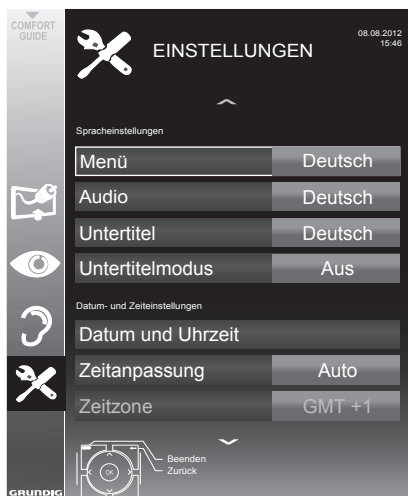 COMFORT
GUIDE
EINSTELLUNGEN
08.08.2012
15:46
Spracheinstellungen
Menü Deutsch
Audio Deutsch
Untertitel Deutsch
Untertitelmodus Aus
Datum- und Zeiteinstellungen
Datum und Uhrzeit
Zeitanpassung Auto
Zeitzone GMT +1
OK
Beenden
Zurück
GRUNDIG